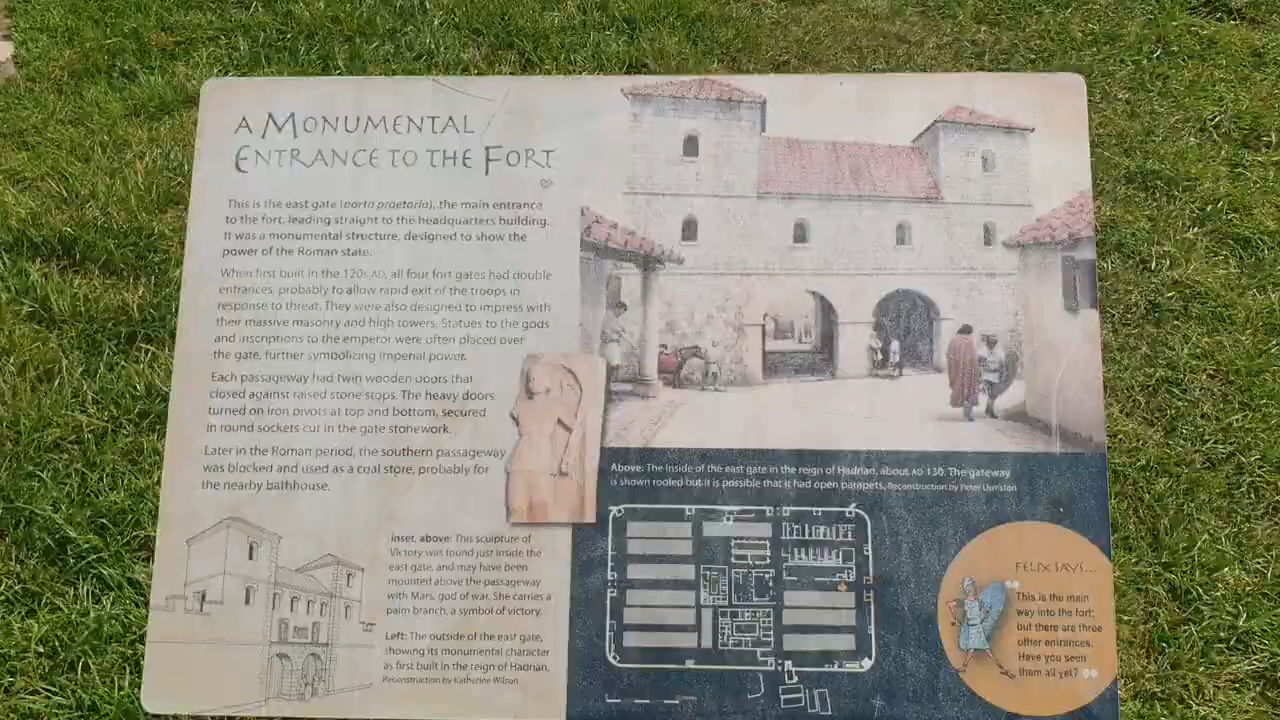 A MONUMENTAL
ENTRANCE TO THE FORT
This is the east gate (porta praetoria), the main entrance
to the fort, leading straight to the headquarters building.
It was a monumental structure, designed to show the
power of the Roman state.
When first built in the 120s AD, all four fort gates had double
entrances, probably to allow rapid exit of the troops in
response to threat. They were also designed to impress with
their massive masonry and high towers. Statues to the gods
and inscriptions to the emperor were often placed over
the gate, further symbolizing imperial power.
Each passageway had twin wooden doors that
closed against raised stone stops. The heavy doors
turned on iron pivots at top and bottom, secured
in round sockets cut in the gate stonework.
Later in the Roman period, the southern passageway
was blocked and used as a coal store, probably for
the nearby bathhouse.
Inset, above: This sculpture of
Victory was found just inside the
east gate, and may have been
mounted above the passageway
with Mars, god of war. She carries a
palm branch, a symbol of victory.
Left: The outside of the east gate,
showing its monumental character
as first built in the reign of Hadrian.
Reconstruction by Katherine Wilson
Above: The inside of the east gate in the reign of Hadrian, about AD 130. The gateway
is shown roofed but it is possible that it had open parapets. Reconstruction by Peter Urmston
FELIX SAYS...
This is the main
way into the fort;
but there are three
other entrances.
Have you seen
them all yet?